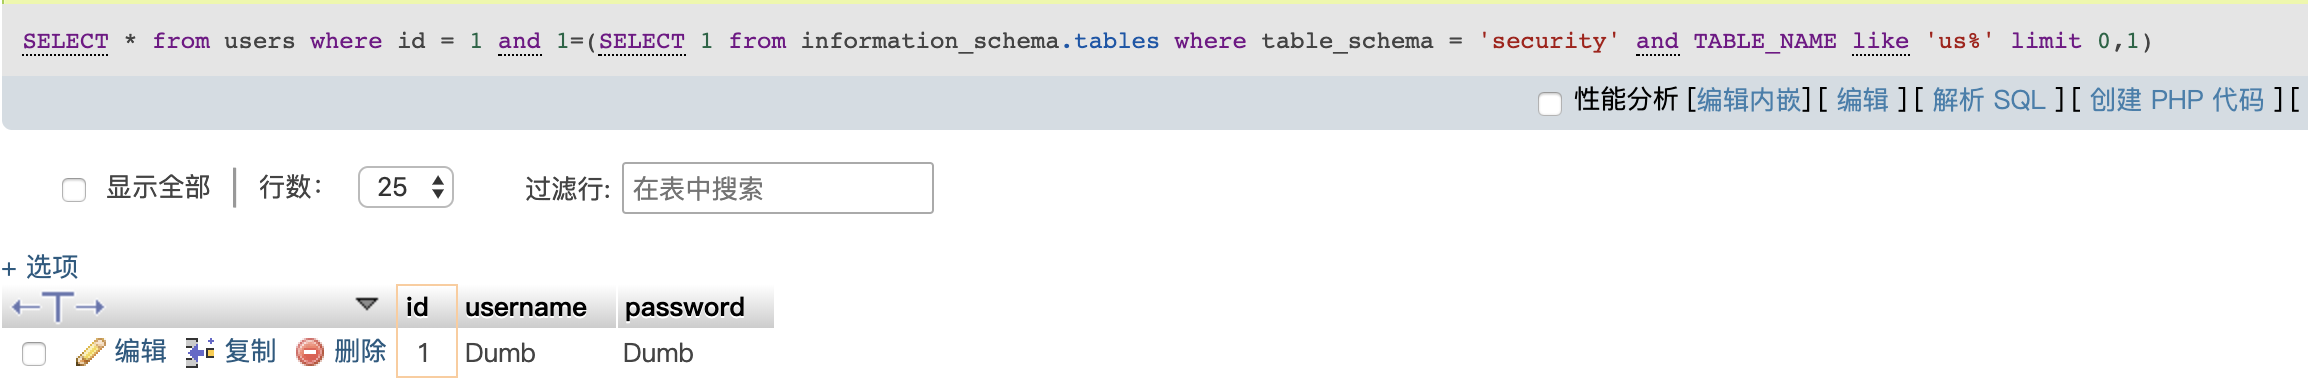 SELECT * from users where id = 1 and 1=(SELECT 1 from information_schema.tables where table_schema = 'security' and TABLE_NAME like 'us%' limit 0,1)
性能分析 [编辑内嵌] [ 编辑 ] [ 解析 SQL ] [ 创建 PHP 代码 ] [
显示全部 行数： 25 过滤行: 在表中搜索
+ 选项
←T→ id username password
编辑 复制 删除 1 Dumb Dumb